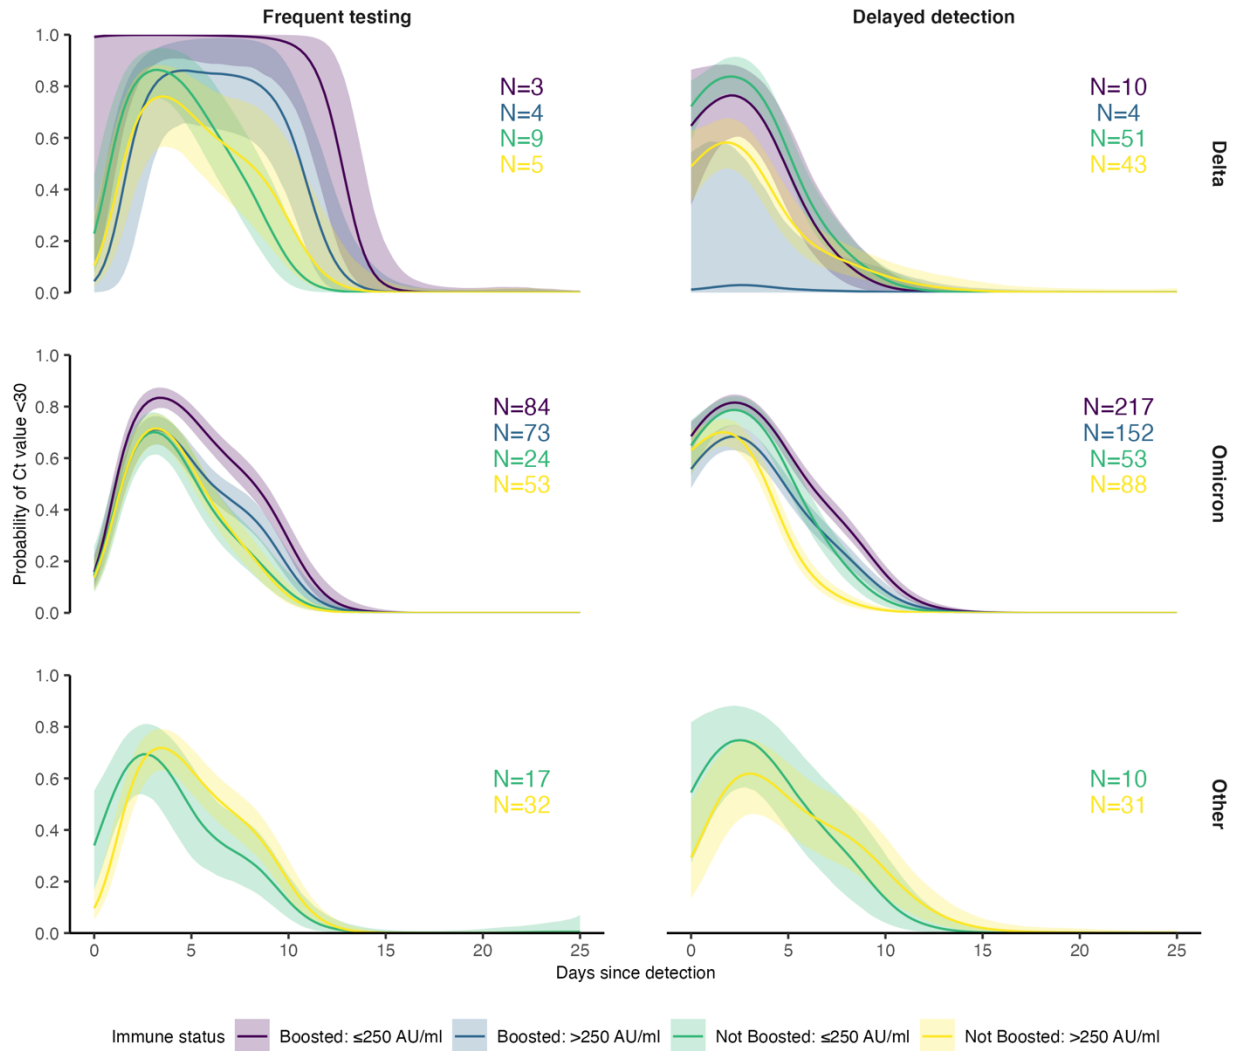 Frequent testing
Delayed detection
1.0
0.8
0.6
0.4
0.2
0.0
N=3
N=4
N=9
N=5
N=10
N=4
N=51
N=43
Delta
Probability of Ct value <30
1.0
0.8
0.6
0.4
0.2
0.0
N=84
N=73
N=24
N=53
N=217
N=152
N=53
N=88
Omicron
1.0
0.8
0.6
0.4
0.2
0.0
N=17
N=32
N=10
N=31
Other
0 5 10 15 20 25 0 5 10 15 20 25
Days since detection
Immune status Boosted: ≤250 AU/ml Boosted: >250 AU/ml Not Boosted: ≤250 AU/ml Not Boosted: >250 AU/ml